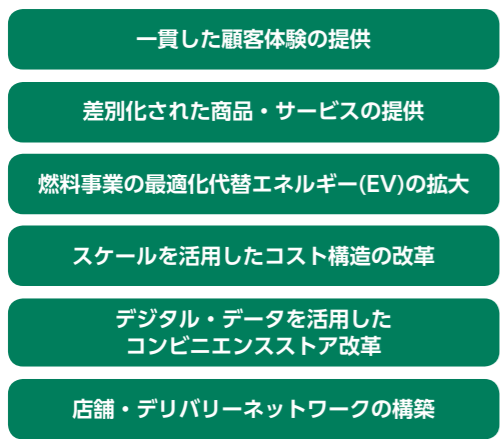 一貫した顧客体験の提供
差別化された商品・サービスの提供
燃料事業の最適化代替エネルギー(EV)の拡大
スケールを活用したコスト構造の改革
デジタル・データを活用した
コンビニエンスストア改革
店舗・デリバリーネットワークの構築